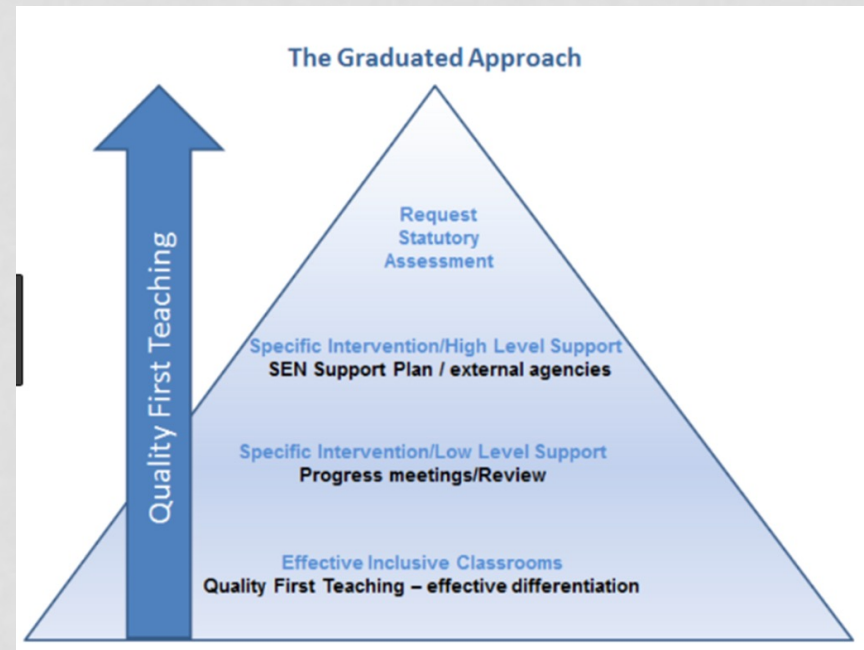 The Graduated Approach
Quality First Teaching
Request
Statutory
Assessment
Specific Intervention/High Level Support
SEN Support Plan / external agencies
Specific Intervention/Low Level Support
Progress meetings/Review
Effective Inclusive Classrooms
Quality First Teaching – effective differentiation